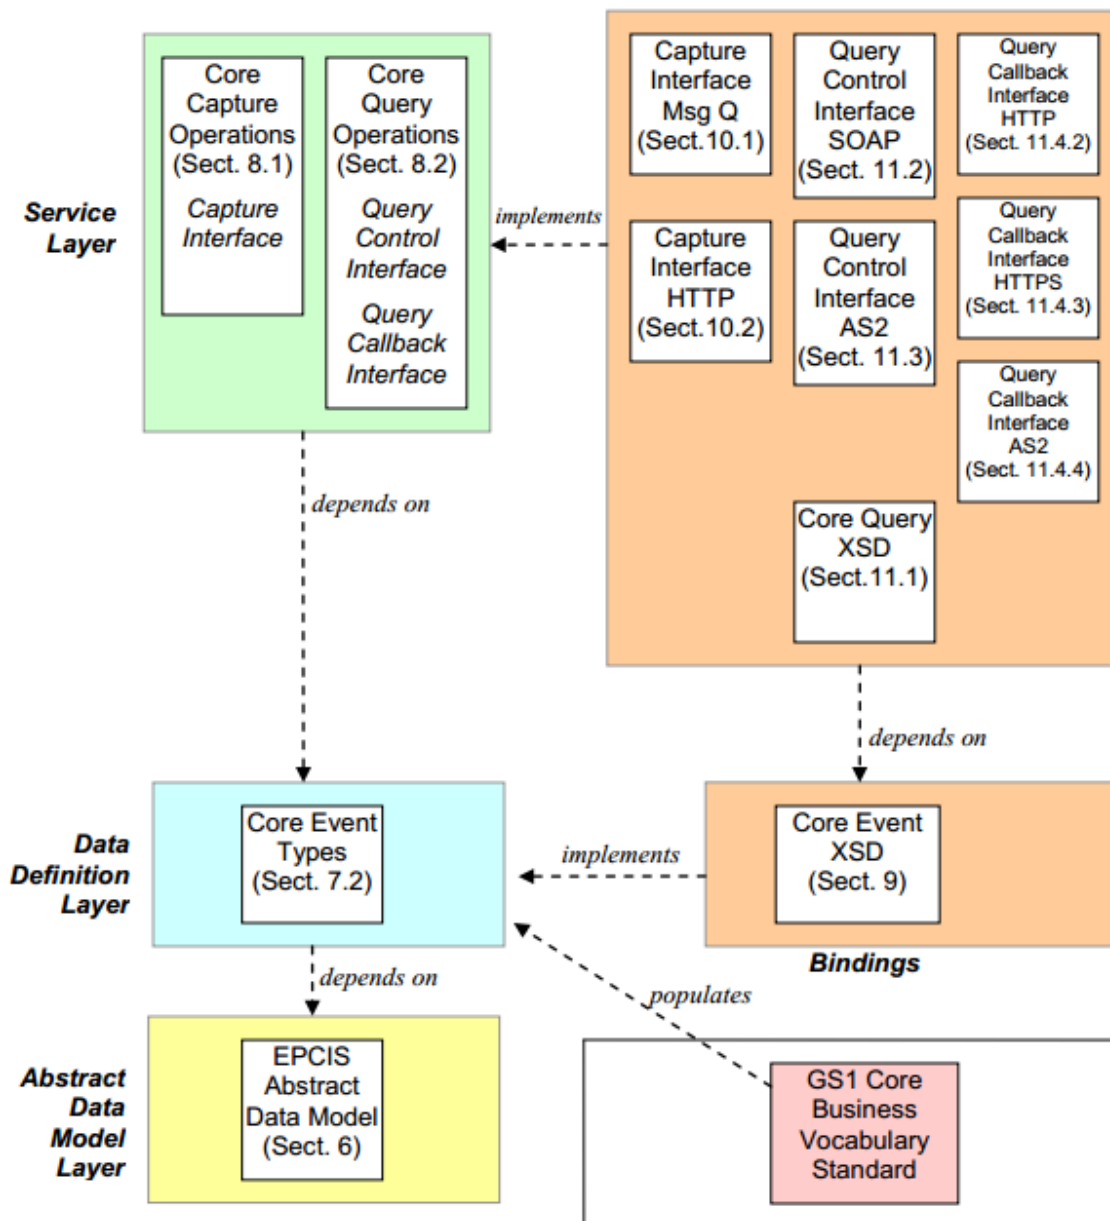 Service
Layer
Core
Capture
Operations
(Sect. 8.1)
Capture
Interface
Core
Query
Operations
(Sect. 8.2)
Query
Control
Interface
Query
Callback
Interface
implements
Capture
Interface
Msg Q
(Sect.10.1)
Query
Control
Interface
SOAP
(Sect. 11.2)
Query
Callback
Interface
HTTP
(Sect. 11.4.2)
Capture
Interface
HTTP
(Sect.10.2)
Query
Control
Interface
AS2
(Sect. 11.3)
Query
Callback
Interface
HTTPS
(Sect. 11.4.3)
Query
Callback
Interface
AS2
(Sect. 11.4.4)
Core Query
XSD
(Sect.11.1)
depends on
depends on
Data
Definition
Layer
Core Event
Types
(Sect. 7.2)
implements
Core Event
XSD
(Sect. 9)
Bindings
depends on
populates
Abstract
Data
Model
Layer
EPCIS
Abstract
Data Model
(Sect. 6)
GS1 Core
Business
Vocabulary
Standard